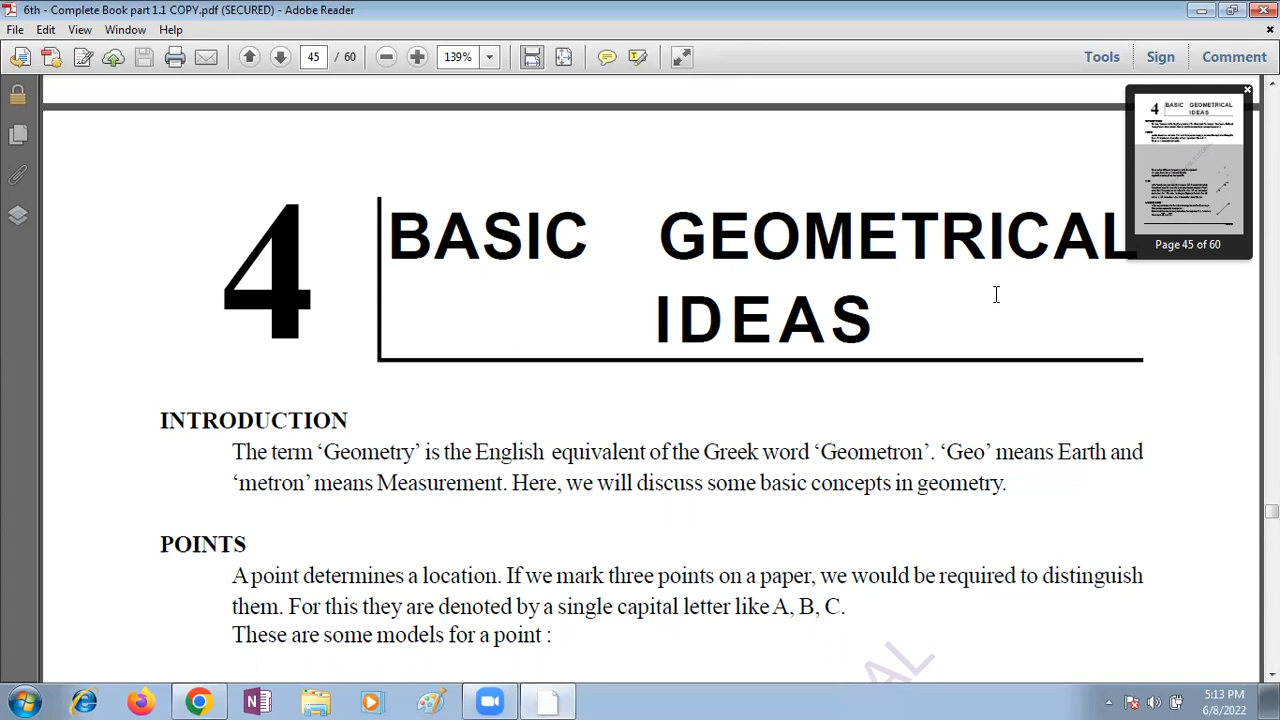 6th - Complete Book part 1.1 COPY.pdf (SECURED) - Adobe Reader
File Edit View Window Help
45 / 60 139% Tools Sign Comment
4 BASIC GEOMETRICAL
IDEAS
4 BASIC GEOMETRICAL
IDEAS
Page 45 of 60
INTRODUCTION
The term ‘Geometry’ is the English equivalent of the Greek word ‘Geometron’. ‘Geo’ means Earth and
‘metron’ means Measurement. Here, we will discuss some basic concepts in geometry.
POINTS
A point determines a location. If we mark three points on a paper, we would be required to distinguish
them. For this they are denoted by a single capital letter like A, B, C.
These are some models for a point :
AL
5:13 PM
6/8/2022